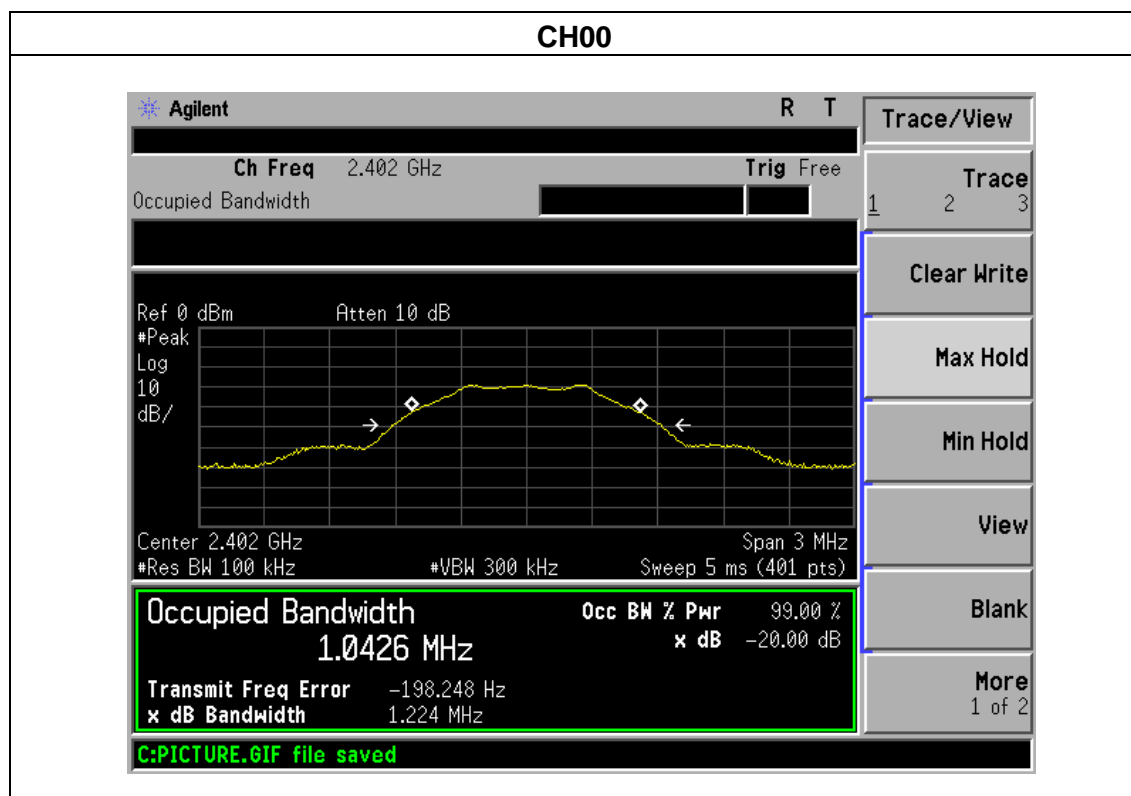 CH00
Agilent R T
Trace/View
Ch Freq 2.402 GHz Trig Free
Occupied Bandwidth
Trace
1 2 3
Clear Write
Ref 0 dBm Atten 10 dB
#Peak
Log
10
dB/
Max Hold
Min Hold
View
Center 2.402 GHz Span 3 MHz
#Res BW 100 kHz #VBW 300 kHz Sweep 5 ms (401 pts)
Occupied Bandwidth Occ BW % Pwr 99.00 %
1.0426 MHz x dB -20.00 dB
Blank
Transmit Freq Error -198.248 Hz
x dB Bandwidth 1.224 MHz
More
1 of 2
C:PICTURE.GIF file saved